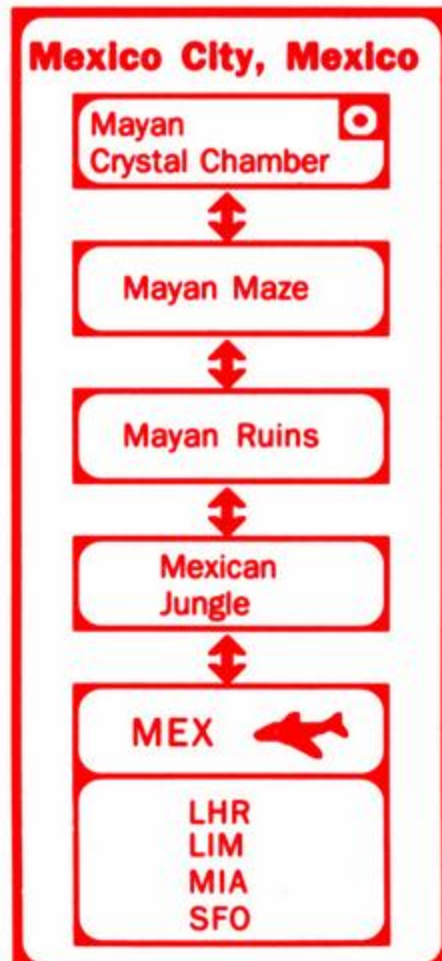 Mexico City, Mexico
Mayan
Crystal Chamber
Mayan Maze
Mayan Ruins
Mexican
Jungle
MEX
LHR
LIM
MIA
SFO